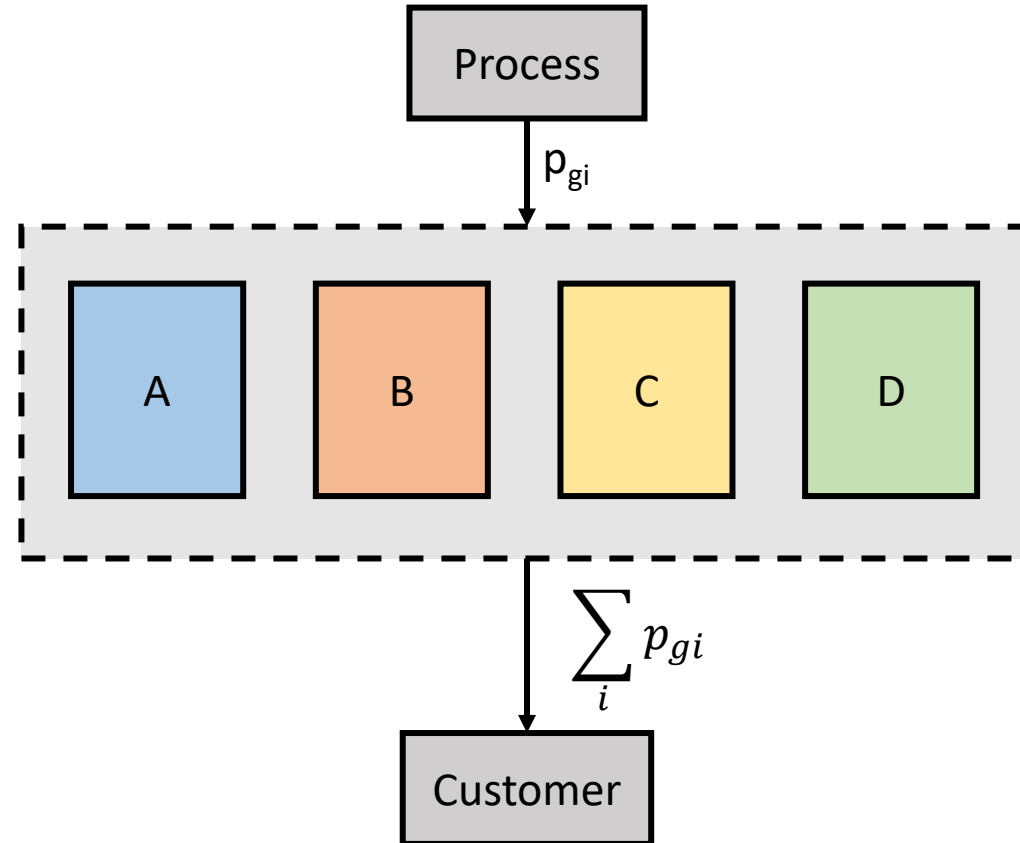 Process
p_gi
A
B
C
D
∑_i p_gi
Customer